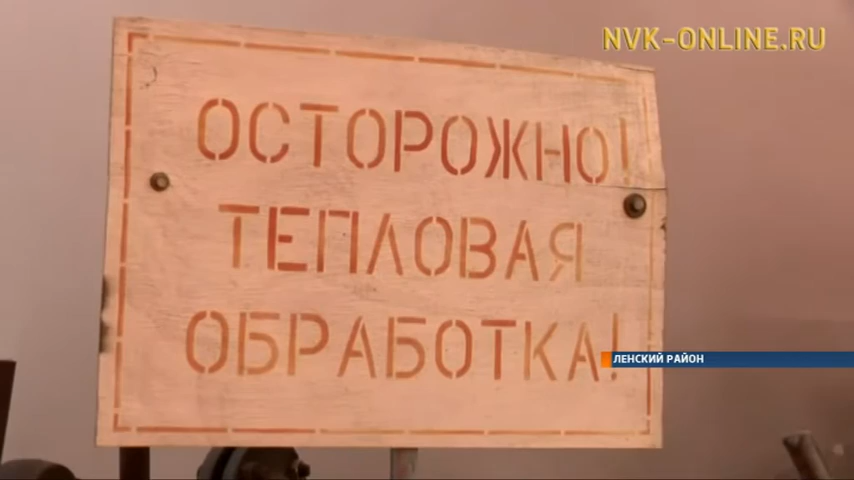 NVK-ONLINE.RU
ОСТОРОЖНО!
ТЕПЛОВАЯ
ОБРАБОТКА!
ЛЕНСКИЙ РАЙОН